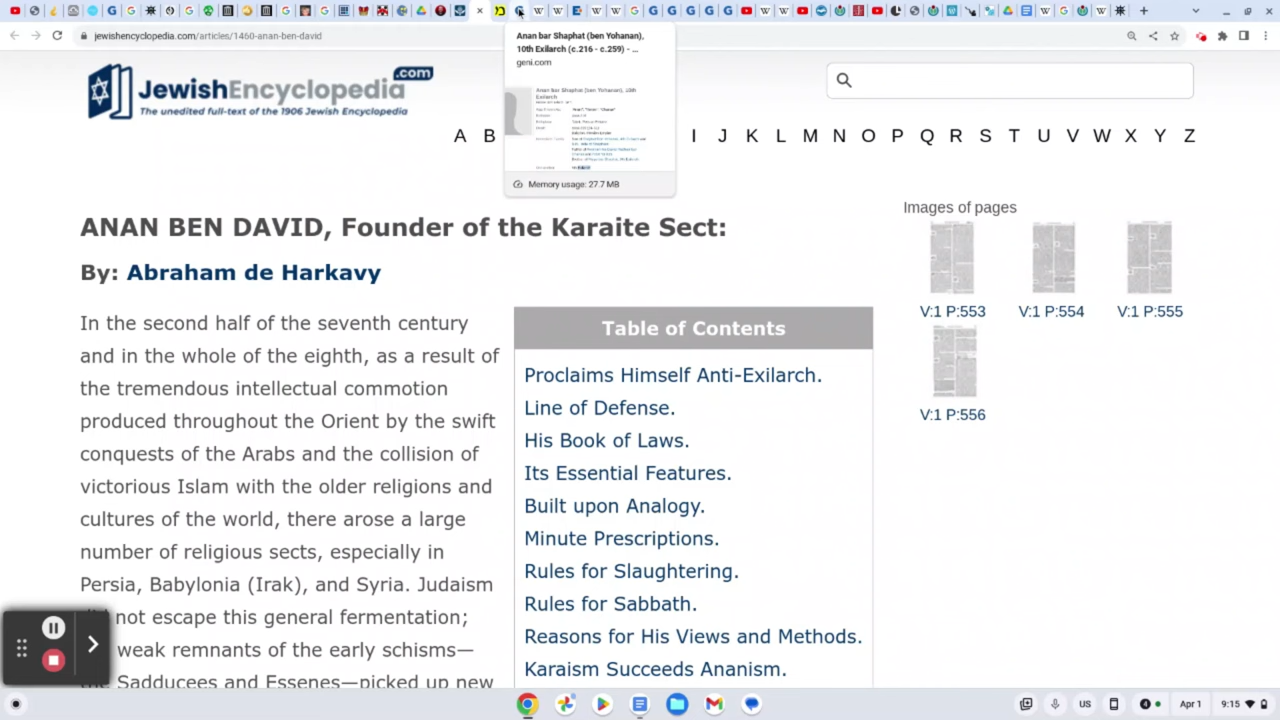 jewishencyclopedia.com/articles/1460-anan-ben-david
Anan bar Shaphat (ben Yohanan),
10th Exilarch (c.216 - c.259) - ...
geni.com
Anan bar Shaphat (ben Yohanan), 10th
Exilarch
Memory usage: 27.7 MB
JewishEncyclopedia.com
The unedited full-text of the 1906 Jewish Encyclopedia
A B I J K L M N O P Q R S T U V W X Y Z
Images of pages
V:1 P:553
V:1 P:554
V:1 P:555
V:1 P:556
ANAN BEN DAVID, Founder of the Karaite Sect:
By: Abraham de Harkavy
In the second half of the seventh century
and in the whole of the eighth, as a result of
the tremendous intellectual commotion
produced throughout the Orient by the swift
conquests of the Arabs and the collision of
victorious Islam with the older religions and
cultures of the world, there arose a large
number of religious sects, especially in
Persia, Babylonia (Irak), and Syria. Judaism
not escape this general fermentation;
weak remnants of the early schisms—
the Sadducees and Essenes—picked up new
Table of Contents
Proclaims Himself Anti-Exilarch.
Line of Defense.
His Book of Laws.
Its Essential Features.
Built upon Analogy.
Minute Prescriptions.
Rules for Slaughtering.
Rules for Sabbath.
Reasons for His Views and Methods.
Karaism Succeeds Ananism.
US
4
Apr 1
9:15